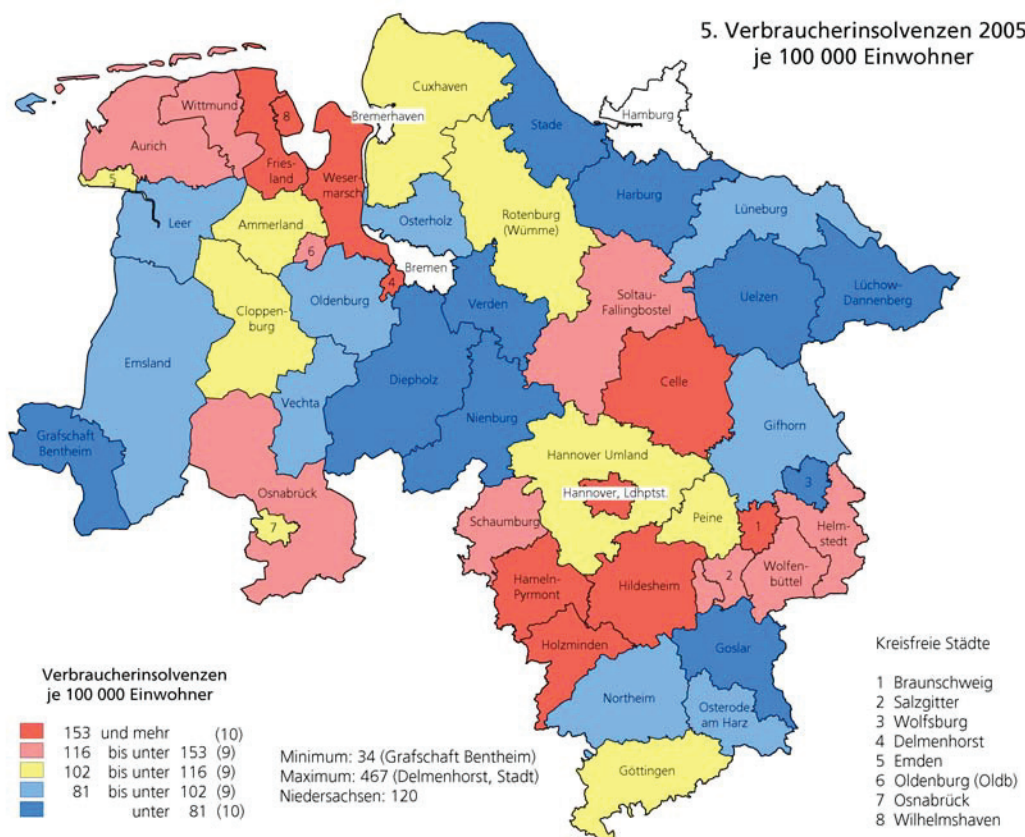 5. Verbraucherinsolvenzen 2005
je 100 000 Einwohner
Cuxhaven
Wittmund
8
Bremerhaven
Hamburg
Stade
Aurich
Fries-
land
Weser-
marsch
5
Harburg
Leer
Ammerland
Osterholz
Rotenburg
(Wümme)
Lüneburg
6
Bremen
4
Oldenburg
Verden
Soltau-
Fallingbostel
Uelzen
Lüchow-
Dannenberg
Cloppen-
burg
Emsland
Diepholz
Celle
Vechta
Nienburg
Gifhorn
Grafschaft
Bentheim
Hannover Umland
3
Osnabrück
Hannover, Ldhptst.
Peine
7
Schaumburg
1
Helm-
stedt
2
Wolfen-
büttel
Hameln-
Pyrmont
Hildesheim
Holzminden
Goslar
Northeim
Osterode
am Harz
Göttingen
Verbraucherinsolvenzen
je 100 000 Einwohner
153 und mehr (10)
116 bis unter 153 (9)
102 bis unter 116 (9)
81 bis unter 102 (9)
unter 81 (10)
Minimum: 34 (Grafschaft Bentheim)
Maximum: 467 (Delmenhorst, Stadt)
Niedersachsen: 120
Kreisfreie Städte
1 Braunschweig
2 Salzgitter
3 Wolfsburg
4 Delmenhorst
5 Emden
6 Oldenburg (Oldb)
7 Osnabrück
8 Wilhelmshaven